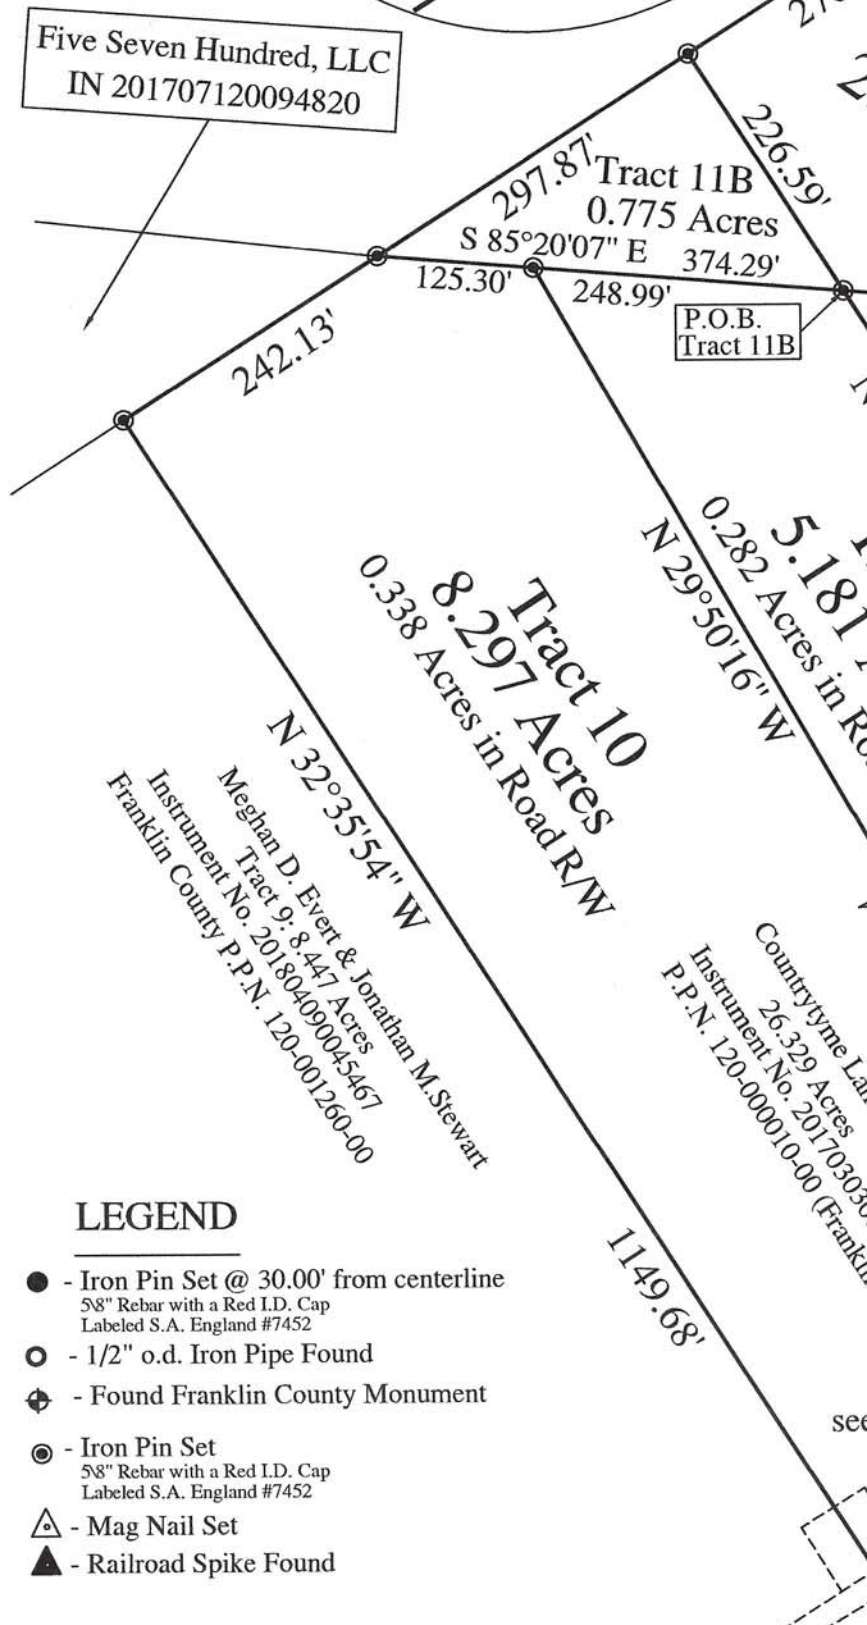 Five Seven Hundred, LLC
IN 201707120094820
297.87'
226.59'
Tract 11B
0.775 Acres
S 85°20'07" E
374.29'
125.30'
248.99'
P.O.B.
Tract 11B
242.13'
N 29°50'16" W
0.282 Acres in
5.181
Tract 10
8.297 Acres
0.338 Acres in Road R/W
N 32°35'54" W
Meghan D. Evert & Jonathan M.Stewart
Tract 9: 8.447 Acres
Instrument No. 201804090045467
Franklin County P.P.N. 120-001260-00
Countrytyme
26.329 Acres
Instrument No.
P.P.N. 120-000010-00
1149.68'
LEGEND
- Iron Pin Set @ 30.00' from centerline
5\8" Rebar with a Red I.D. Cap
Labeled S.A. England #7452
- 1/2" o.d. Iron Pipe Found
- Found Franklin County Monument
- Iron Pin Set
5\8" Rebar with a Red I.D. Cap
Labeled S.A. England #7452
- Mag Nail Set
- Railroad Spike Found